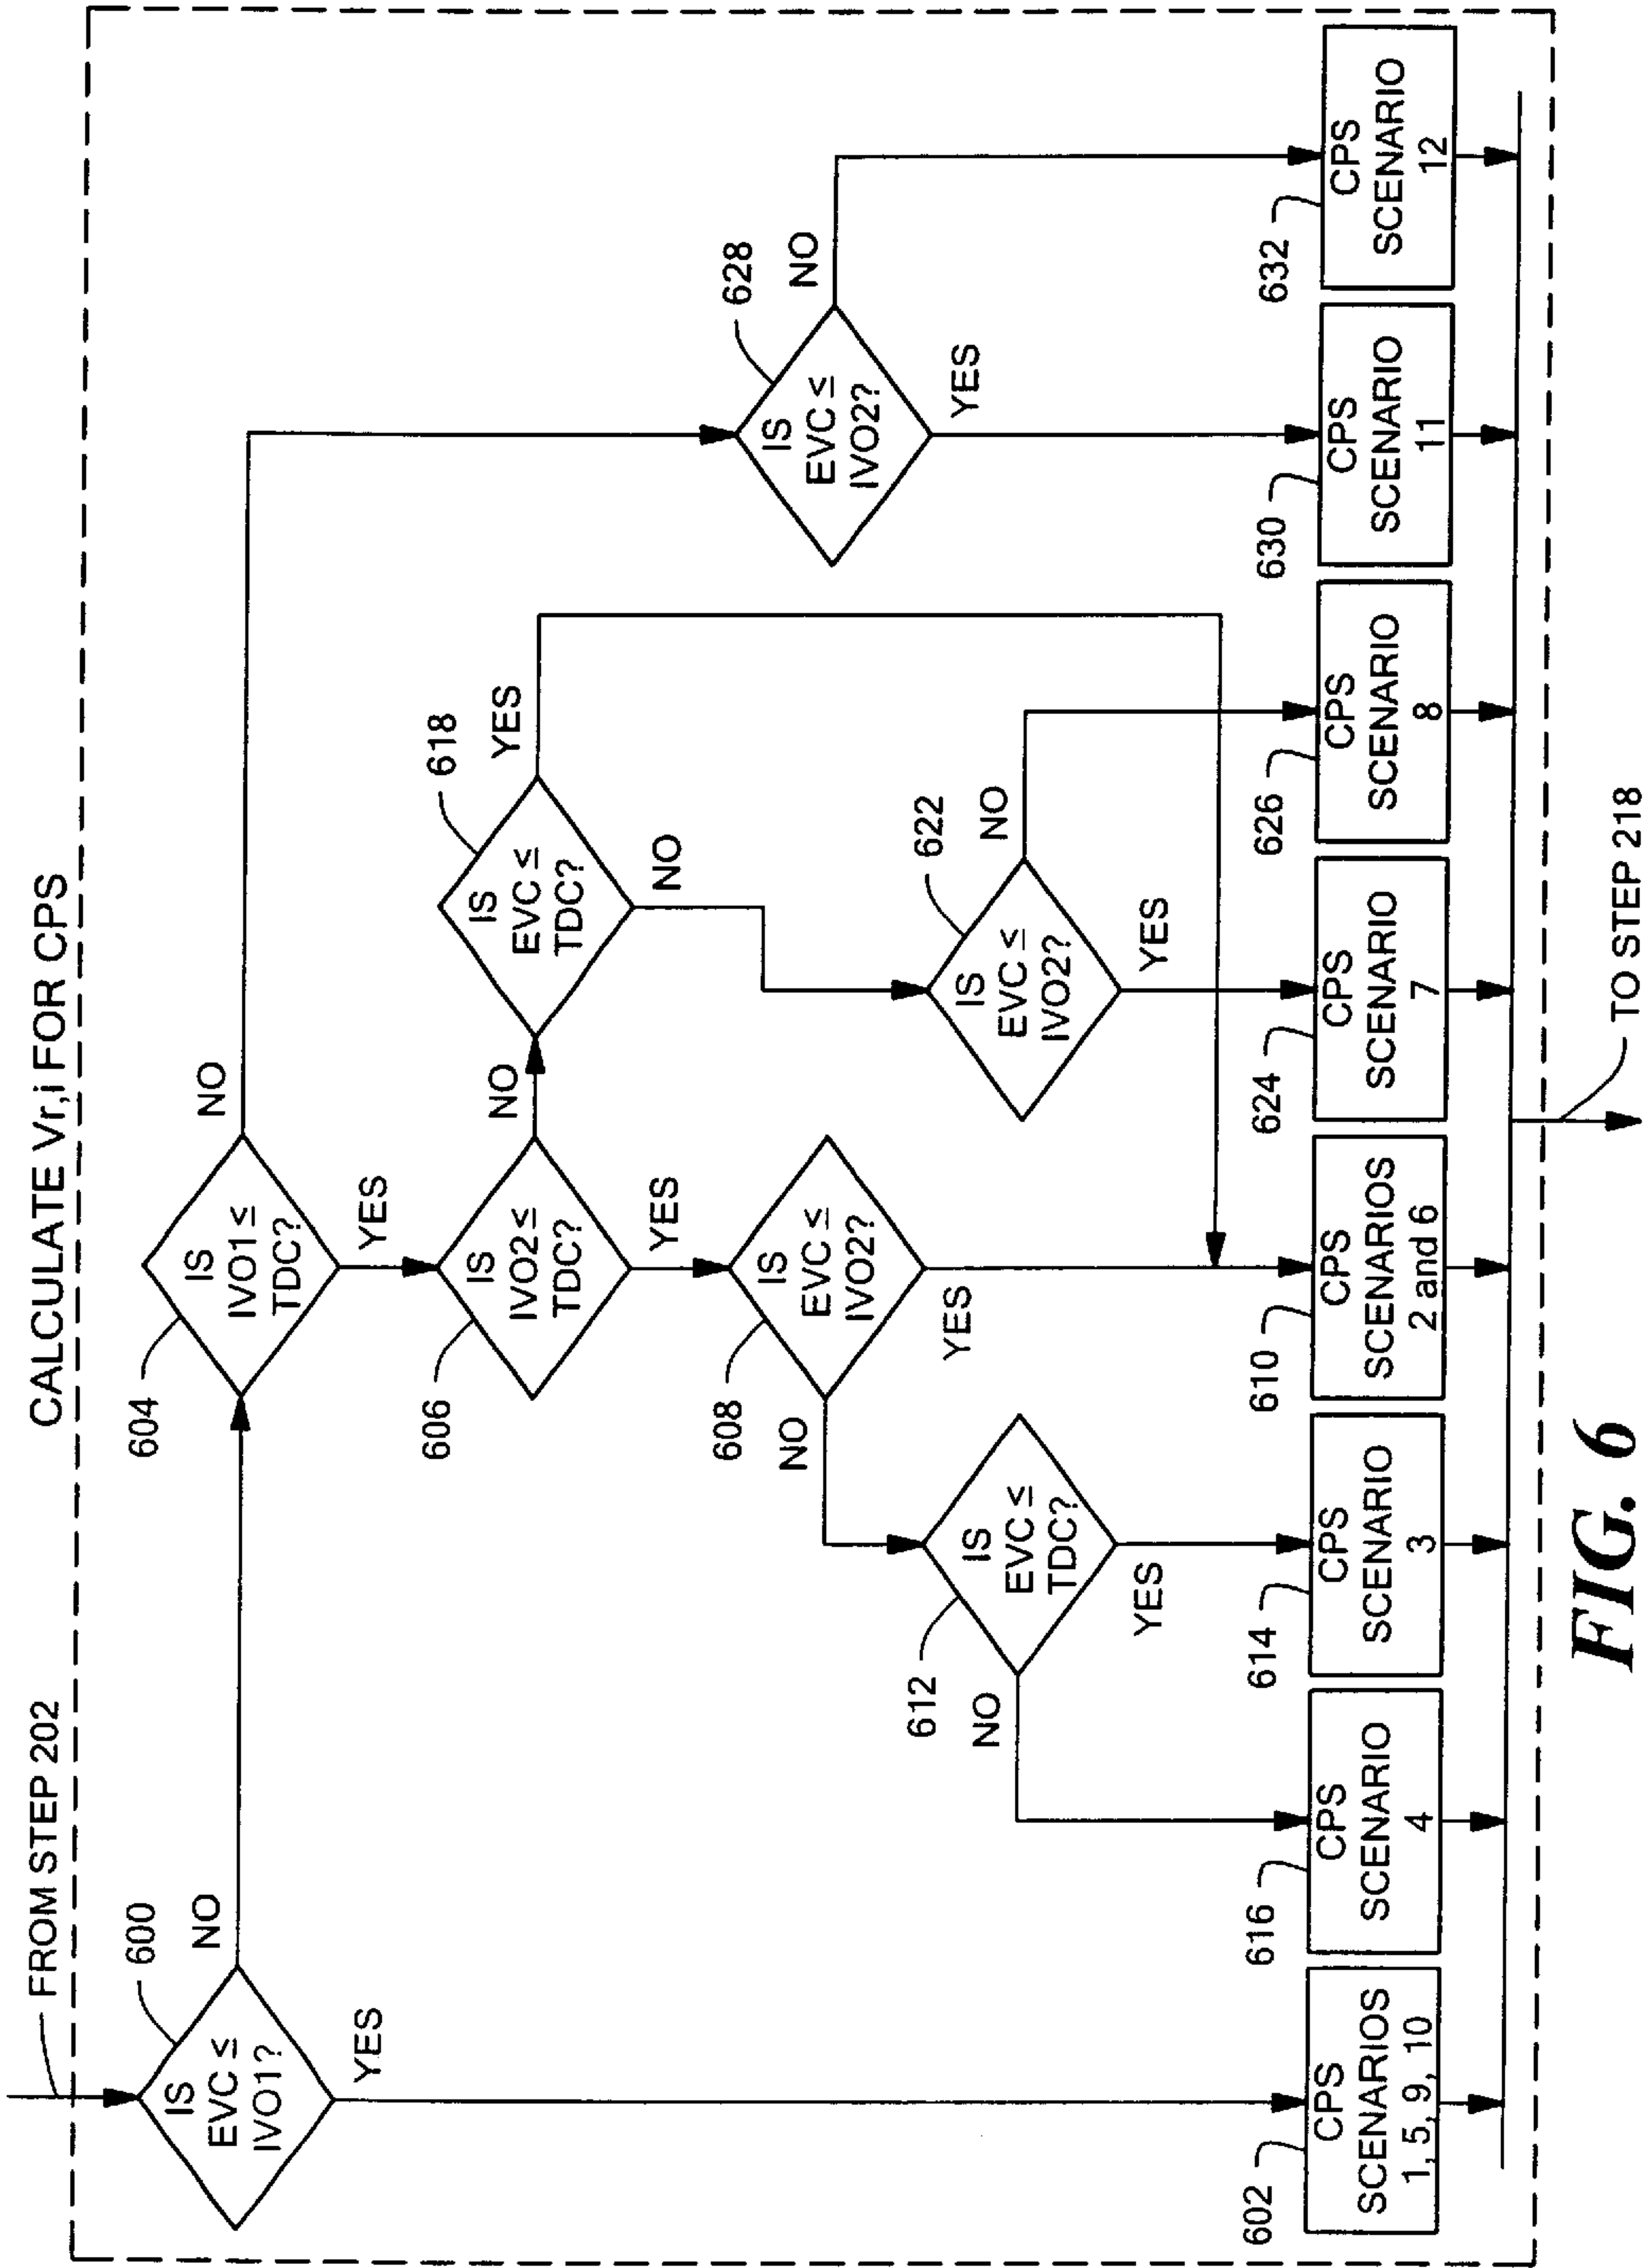 CALCULATE Vr,i FOR CPS
FROM STEP 202
600
IS
EVC ≤
IVO1?
NO
YES
604
IS
IVO1 ≤
TDC?
NO
YES
606
IS
IVO2 ≤
TDC?
NO
YES
618
IS
EVC ≤
TDC?
YES
NO
608
IS
EVC ≤
IVO2?
NO
YES
628
IS
EVC ≤
IVO2?
NO
YES
612
IS
EVC ≤
TDC?
NO
YES
622
IS
EVC ≤
IVO2?
NO
YES
602
CPS
SCENARIOS
1, 5, 9, 10
616
CPS
SCENARIO
4
614
CPS
SCENARIO
3
610
CPS
SCENARIOS
2 and 6
624
CPS
SCENARIO
7
626
CPS
SCENARIO
8
630
CPS
SCENARIO
11
632
CPS
SCENARIO
12
TO STEP 218
FIG. 6